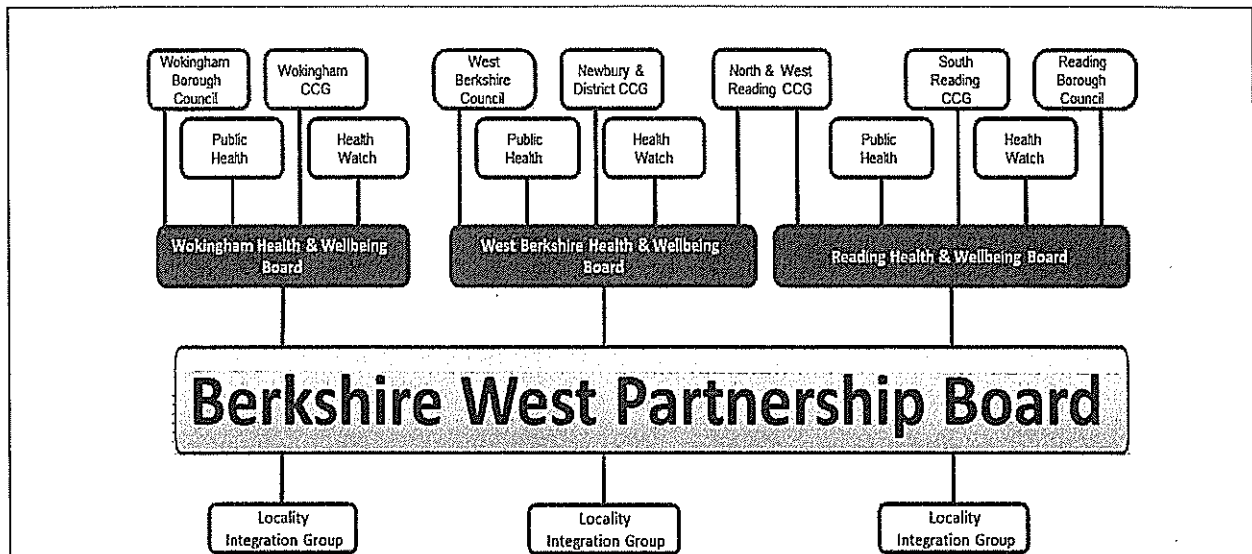 Wokingham
Borough
Council
Wokingham
CCG
West
Berkshire
Council
Newbury &
District CCG
North & West
Reading CCG
South
Reading
CCG
Reading
Borough
Council
Public
Health
Health
Watch
Public
Health
Health
Watch
Public
Health
Health
Watch
Wokingham Health & Wellbeing
Board
West Berkshire Health & Wellbeing
Board
Reading Health & Wellbeing Board
Berkshire West Partnership Board
Locality
Integration Group
Locality
Integration Group
Locality
Integration Group